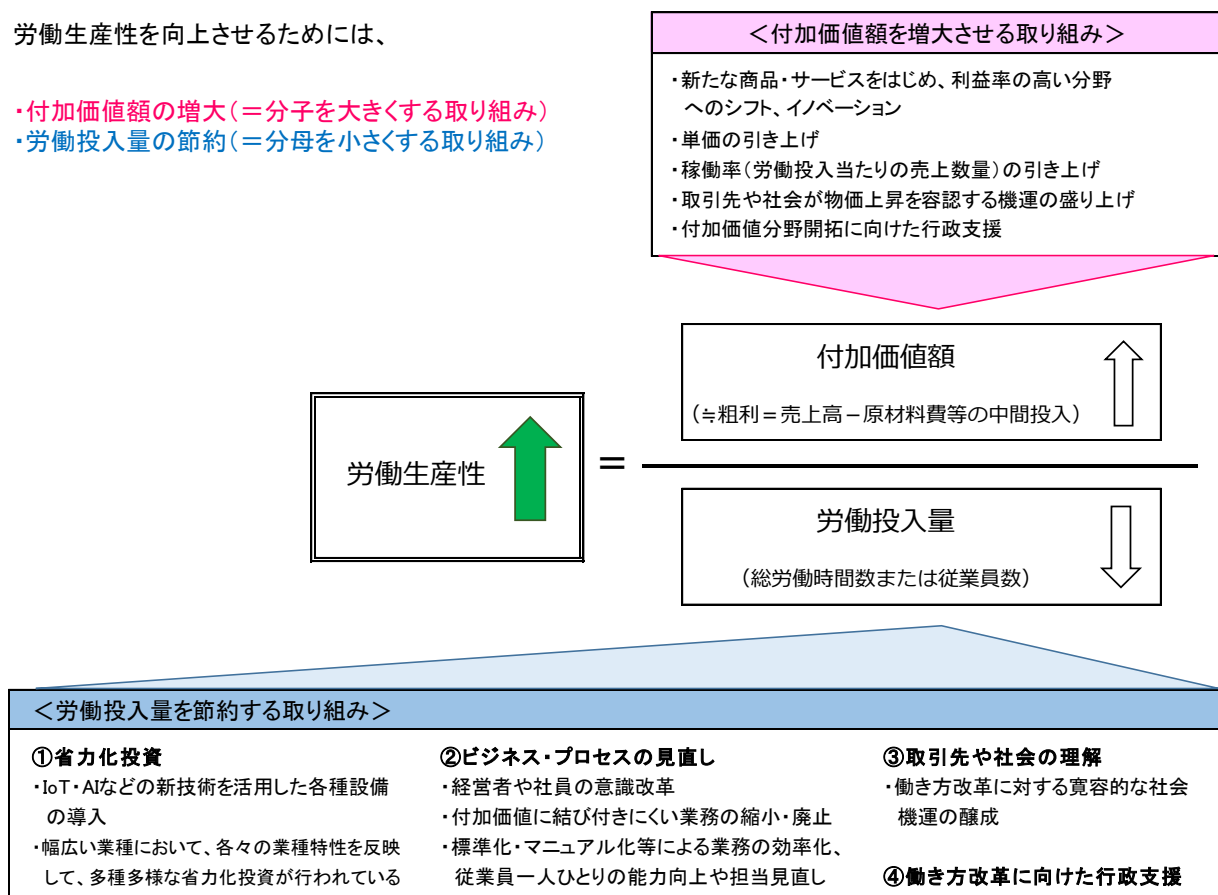 労働生産性を向上させるためには、
・付加価値額の増大(=分子を大きくする取り組み)
・労働投入量の節約(=分母を小さくする取り組み)
<付加価値額を増大させる取り組み>
・新たな商品・サービスをはじめ、利益率の高い分野
へのシフト、イノベーション
・単価の引き上げ
・稼働率(労働投入当たりの売上数量)の引き上げ
・取引先や社会が物価上昇を容認する機運の盛り上げ
・付加価値分野開拓に向けた行政支援
付加価値額
(≒粗利=売上高-原材料費等の中間投入)
労働生産性
=
労働投入量
(総労働時間数または従業員数)
<労働投入量を節約する取り組み>
①省力化投資
・IoT・AIなどの新技術を活用した各種設備
の導入
・幅広い業種において、各々の業種特性を反映
して、多種多様な省力化投資が行われている
②ビジネス・プロセスの見直し
・経営者や社員の意識改革
・付加価値に結び付きにくい業務の縮小・廃止
・標準化・マニュアル化等による業務の効率化、
従業員一人ひとりの能力向上や担当見直し
③取引先や社会の理解
・働き方改革に対する寛容的な社会
機運の醸成
④働き方改革に向けた行政支援